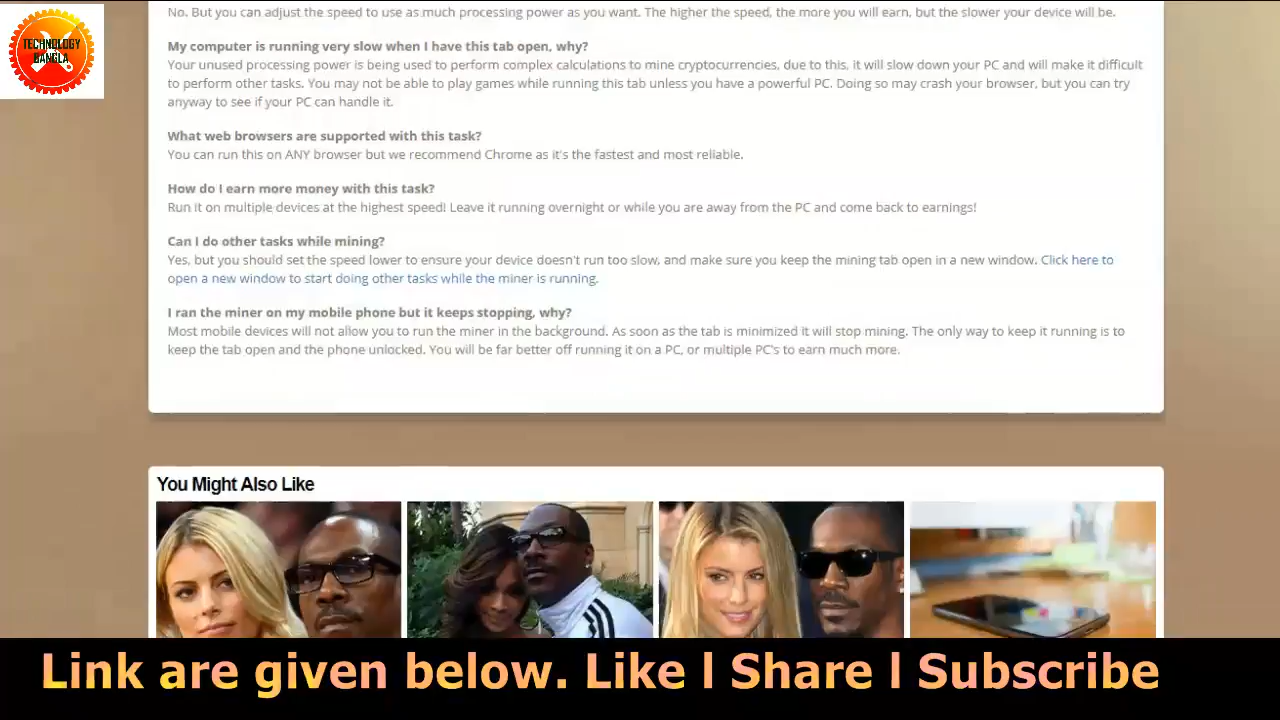 No. But you can adjust the speed to use as much processing power as you want. The higher the speed, the more you will earn, but the slower your device will be.
TECHNOLOGY
BANGLA
My computer is running very slow when I have this tab open, why?
Your unused processing power is being used to perform complex calculations to mine cryptocurrencies, due to this, it will slow down your PC and will make it difficult
to perform other tasks. You may not be able to play games while running this tab unless you have a powerful PC. Doing so may crash your browser, but you can try
anyway to see if your PC can handle it.
What web browsers are supported with this task?
You can run this on ANY browser but we recommend Chrome as it's the fastest and most reliable.
How do I earn more money with this task?
Run it on multiple devices at the highest speed! Leave it running overnight or while you are away from the PC and come back to earnings!
Can I do other tasks while mining?
Yes, but you should set the speed lower to ensure your device doesn't run too slow, and make sure you keep the mining tab open in a new window. Click here to
open a new window to start doing other tasks while the miner is running.
I ran the miner on my mobile phone but it keeps stopping, why?
Most mobile devices will not allow you to run the miner in the background. As soon as the tab is minimized it will stop mining. The only way to keep it running is to
keep the tab open and the phone unlocked. You will be far better off running it on a PC, or multiple PC's to earn much more.
You Might Also Like
Link are given below. Like l Share l Subscribe